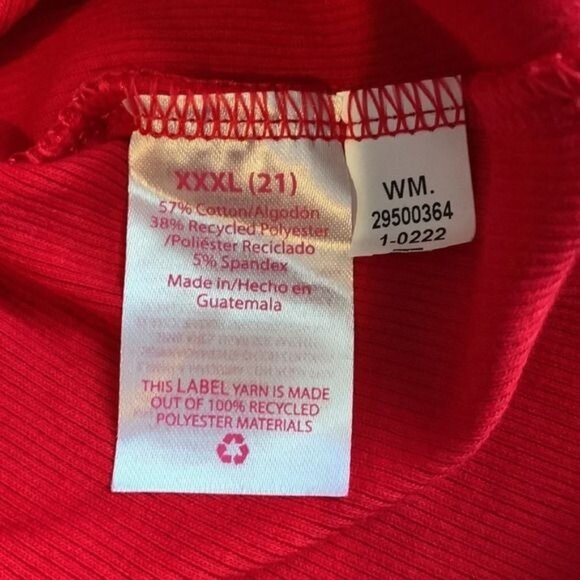 XXXL (21)
57% Cotton/Algodón
38% Recycled Polyester
/Poliéster Reciclado
5% Spandex
Made in/Hecho en
Guatemala
THIS LABEL YARN IS MADE
OUT OF 100% RECYCLED
POLYESTER MATERIALS
WM.
29500364
1-0222